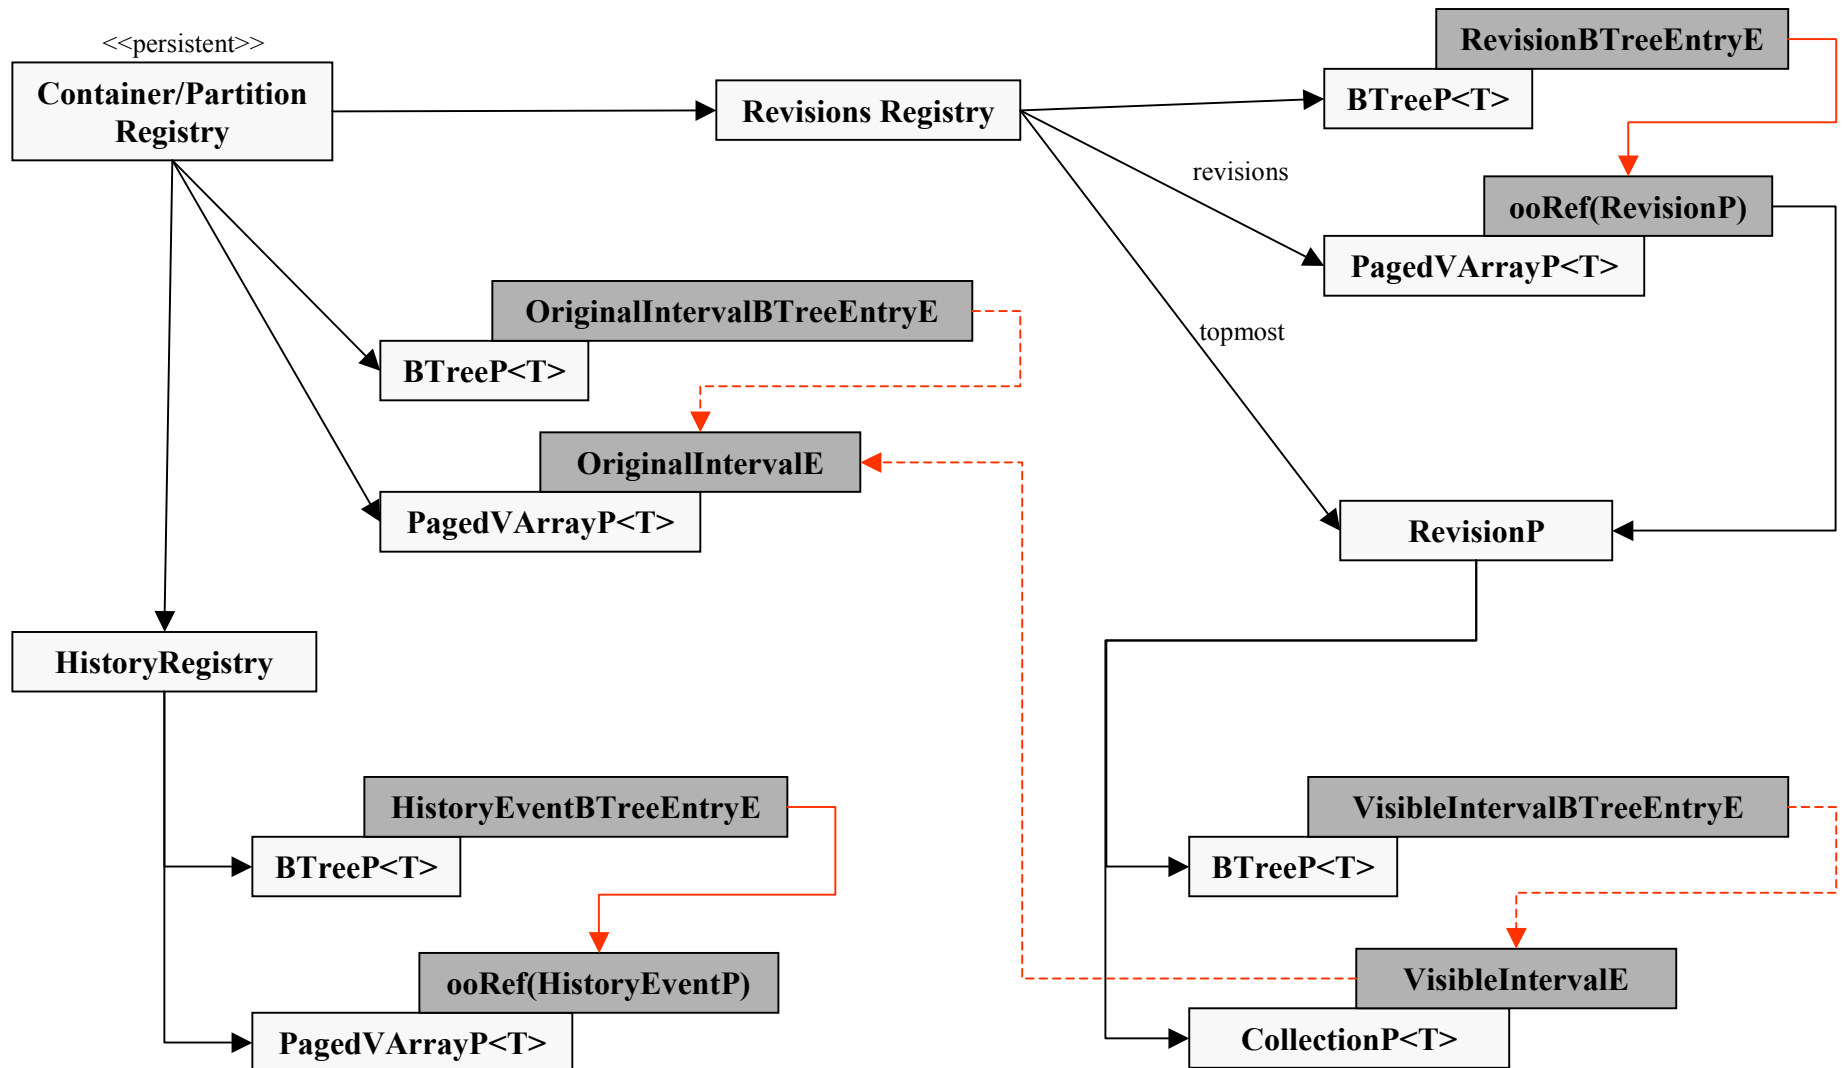 <<persistent>>
Container/Partition
Registry
Revisions Registry
RevisionBTreeEntryE
BTreeP<T>
revisions
ooRef(RevisionP)
PagedVArrayP<T>
topmost
OriginalIntervalBTreeEntryE
BTreeP<T>
OriginalIntervalE
PagedVArrayP<T>
RevisionP
HistoryRegistry
HistoryEventBTreeEntryE
BTreeP<T>
ooRef(HistoryEventP)
PagedVArrayP<T>
VisibleIntervalBTreeEntryE
BTreeP<T>
VisibleIntervalE
CollectionP<T>